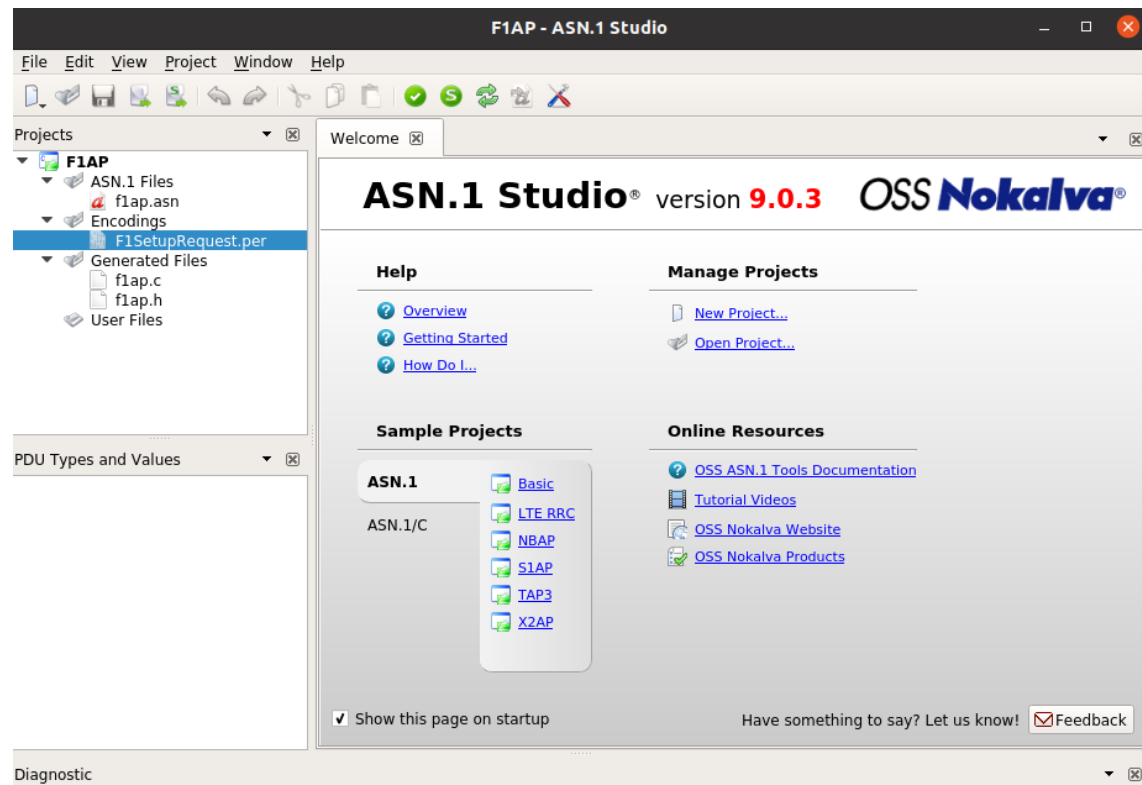 F1AP - ASN.1 Studio
File Edit View Project Window Help
Projects
F1AP
ASN.1 Files
f1ap.asn
Encodings
F1SetupRequest.per
Generated Files
f1ap.c
f1ap.h
User Files
PDU Types and Values
Welcome
ASN.1 Studio® version 9.0.3 OSS Nokalva®
Help
Overview
Getting Started
How Do I...
Manage Projects
New Project...
Open Project...
Sample Projects
ASN.1
ASN.1/C
Basic
LTE RRC
NBAP
S1AP
TAP3
X2AP
Online Resources
OSS ASN.1 Tools Documentation
Tutorial Videos
OSS Nokalva Website
OSS Nokalva Products
Show this page on startup
Have something to say? Let us know! Feedback
Diagnostic